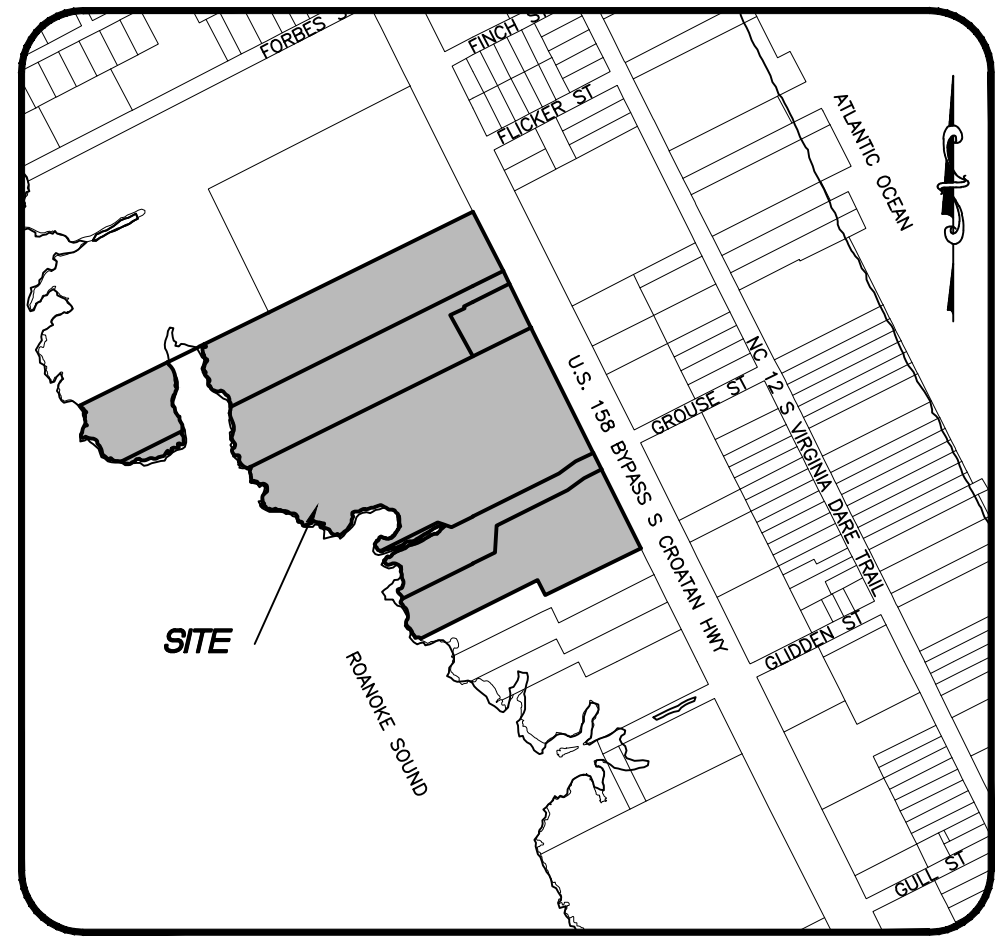 FORBES S
FINCH ST
FLICKER ST
ATLANTIC OCEAN
U.S. 158 BYPASS S CROATAN HWY
NC 12 S VIRGINIA DARE TRAIL
GROUSE ST
SITE
GLIDDEN ST
ROANOKE SOUND
GULL ST